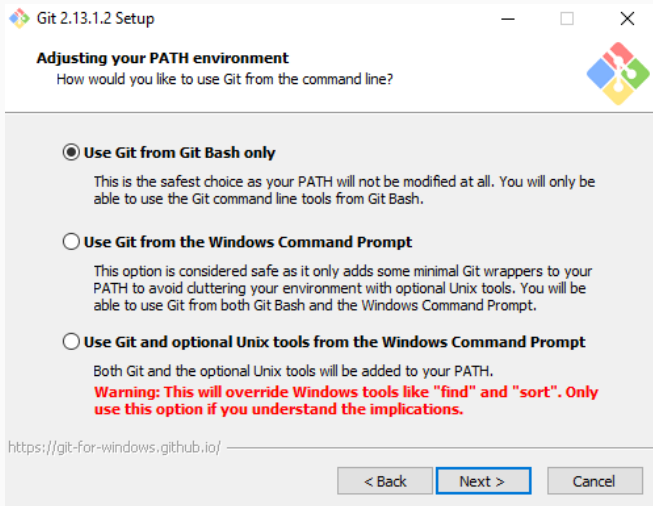 Git 2.13.1.2 Setup
Adjusting your PATH environment
How would you like to use Git from the command line?
Use Git from Git Bash only
This is the safest choice as your PATH will not be modified at all. You will only be
able to use the Git command line tools from Git Bash.
Use Git from the Windows Command Prompt
This option is considered safe as it only adds some minimal Git wrappers to your
PATH to avoid cluttering your environment with optional Unix tools. You will be
able to use Git from both Git Bash and the Windows Command Prompt.
Use Git and optional Unix tools from the Windows Command Prompt
Both Git and the optional Unix tools will be added to your PATH.
Warning: This will override Windows tools like "find" and "sort". Only
use this option if you understand the implications.
https://git-for-windows.github.io/
< Back Next > Cancel